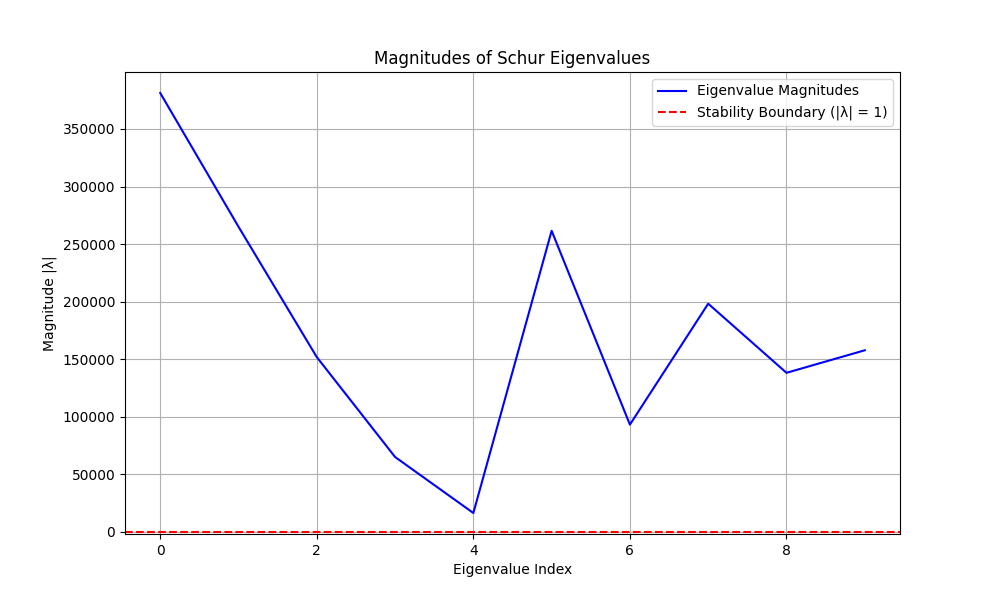 Magnitudes of Schur Eigenvalues
Eigenvalue Magnitudes
Stability Boundary (|λ| = 1)
Magnitude |λ|
350000
300000
250000
200000
150000
100000
50000
0
0 2 4 6 8
Eigenvalue Index